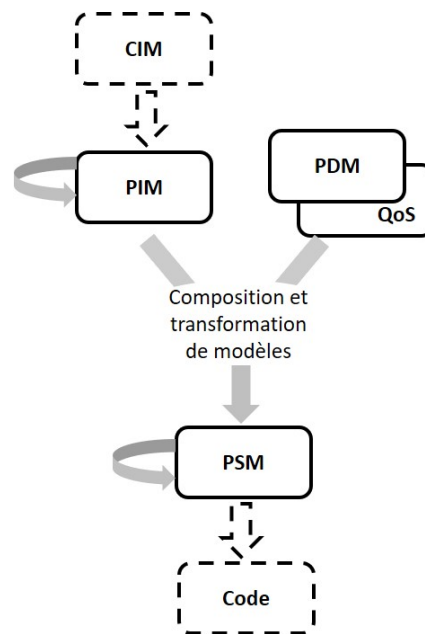 CIM
PIM
PDM
QoS
Composition et
transformation
de modèles
PSM
Code